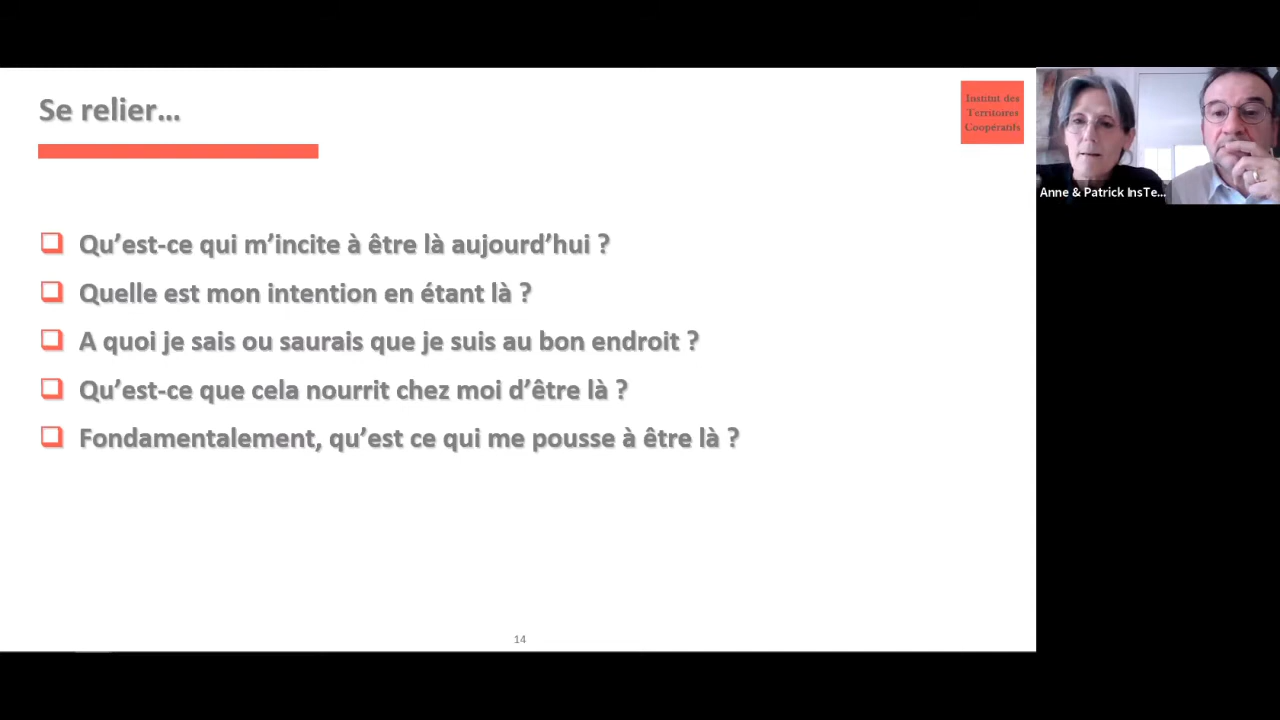 Se relier...
Institut des
Territoires
Coopératifs
Anne & Patrick InsTe...
Qu’est-ce qui m’incite à être là aujourd’hui ?
Quelle est mon intention en étant là ?
A quoi je sais ou saurais que je suis au bon endroit ?
Qu’est-ce que cela nourrit chez moi d’être là ?
Fondamentalement, qu’est ce qui me pousse à être là ?
14